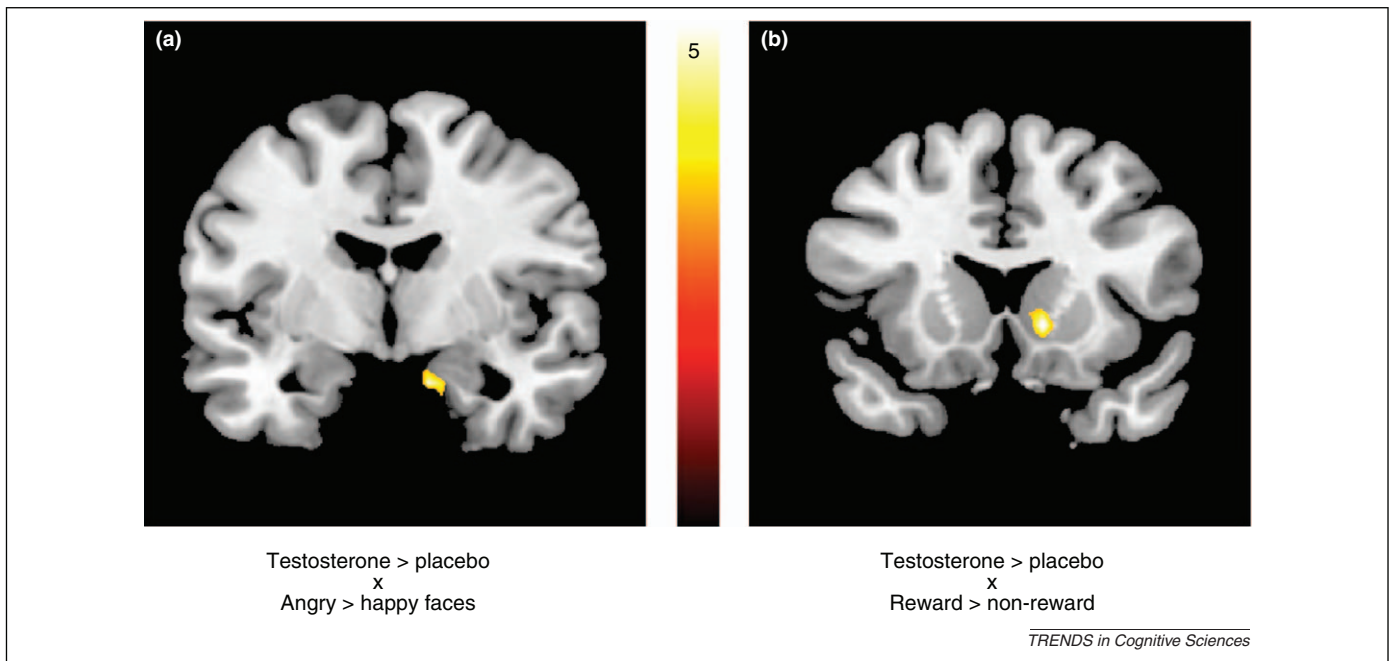 (a)
5
(b)
Testosterone > placebo
x
Angry > happy faces
Testosterone > placebo
x
Reward > non-reward
TRENDS in Cognitive Sciences